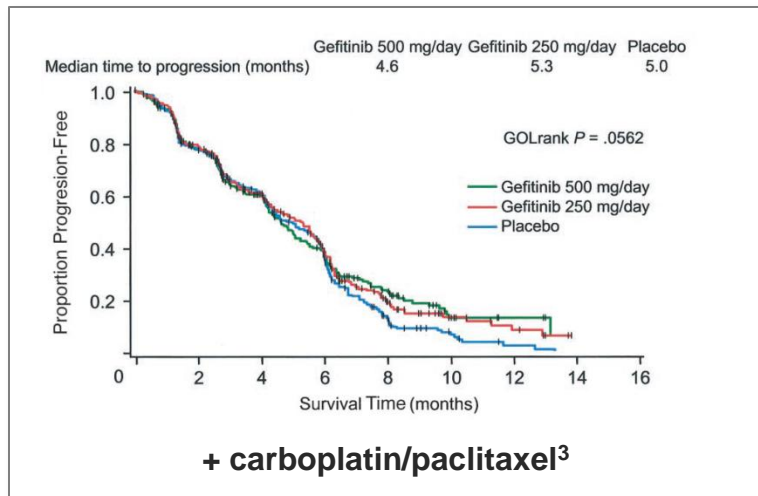 Gefitinib 500 mg/day Gefitinib 250 mg/day Placebo
Median time to progression (months) 4.6 5.3 5.0
1.0
0.8
0.6
0.4
0.2
0 2 4 6 8 10 12 14 16
Proportion Progresion-Free
GOLrank P = .0562
Gefitinib 500 mg/day
Gefitinib 250 mg/day
Placebo
Survival Time (months)
+ carboplatin/paclitaxel³